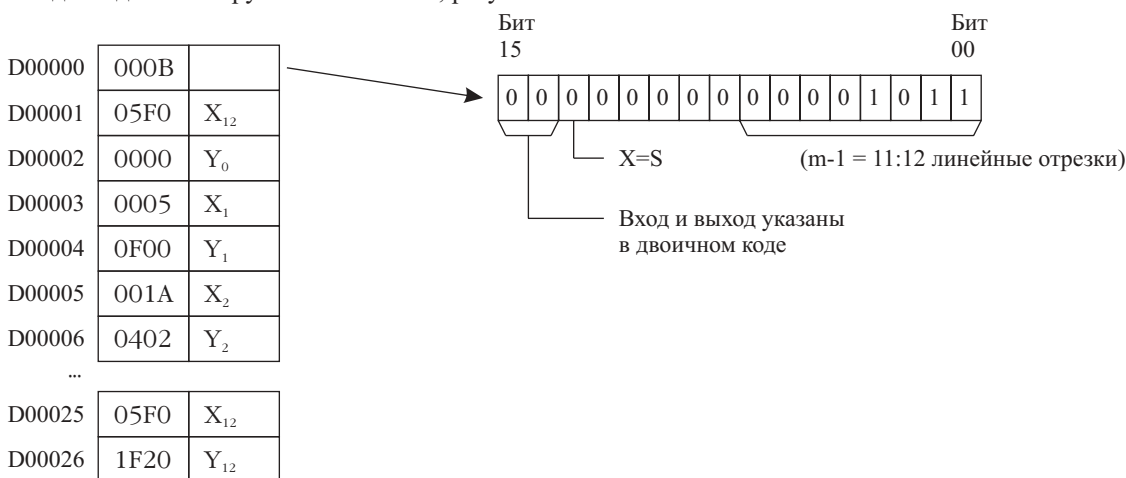 Бит Бит
15 00
D00000 000B
D00001 05F0 X12
D00002 0000 Y0
D00003 0005 X1
D00004 0F00 Y1
D00005 001A X2
D00006 0402 Y2
...
D00025 05F0 X12
D00026 1F20 Y12
0 0 0 0 0 0 0 0 0 0 0 0 1 0 1 1
X=S (m-1 = 11:12 линейные отрезки)
Вход и выход указаны
в двоичном коде